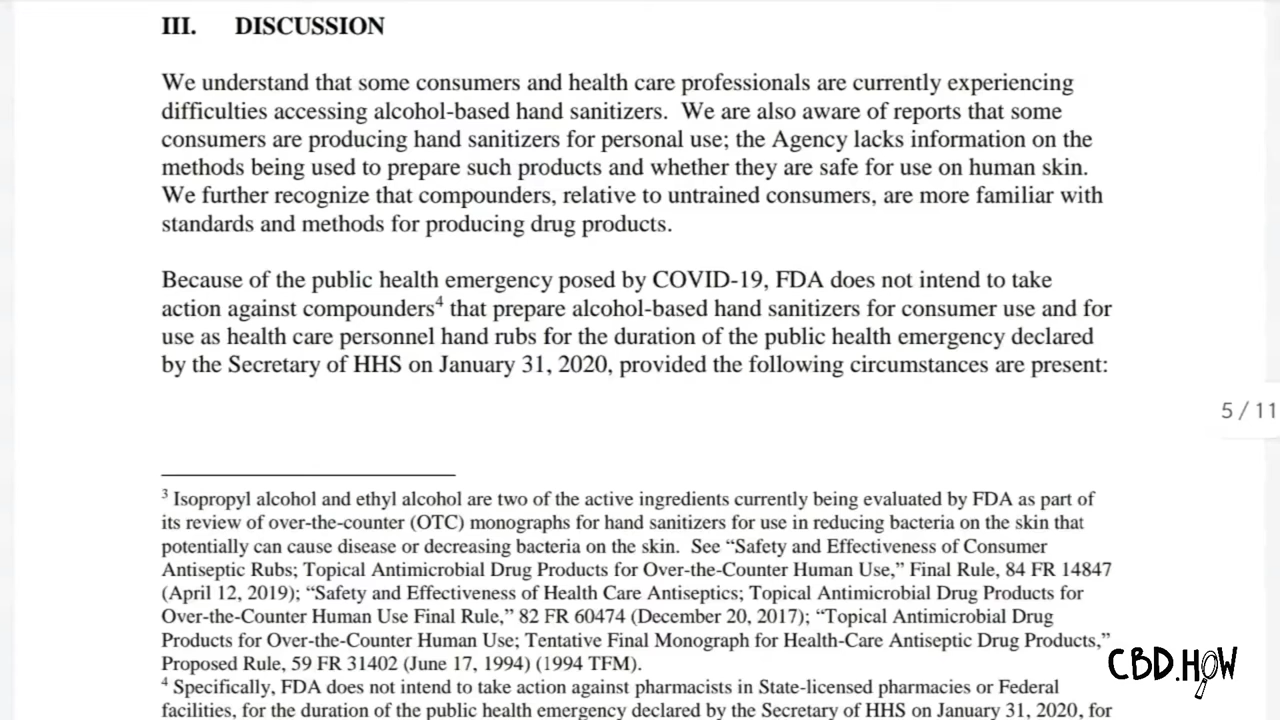 III. DISCUSSION
We understand that some consumers and health care professionals are currently experiencing
difficulties accessing alcohol-based hand sanitizers. We are also aware of reports that some
consumers are producing hand sanitizers for personal use; the Agency lacks information on the
methods being used to prepare such products and whether they are safe for use on human skin.
We further recognize that compounders, relative to untrained consumers, are more familiar with
standards and methods for producing drug products.
Because of the public health emergency posed by COVID-19, FDA does not intend to take
action against compounders⁴ that prepare alcohol-based hand sanitizers for consumer use and for
use as health care personnel hand rubs for the duration of the public health emergency declared
by the Secretary of HHS on January 31, 2020, provided the following circumstances are present:
5 / 11
³ Isopropyl alcohol and ethyl alcohol are two of the active ingredients currently being evaluated by FDA as part of
its review of over-the-counter (OTC) monographs for hand sanitizers for use in reducing bacteria on the skin that
potentially can cause disease or decreasing bacteria on the skin. See “Safety and Effectiveness of Consumer
Antiseptic Rubs; Topical Antimicrobial Drug Products for Over-the-Counter Human Use,” Final Rule, 84 FR 14847
(April 12, 2019); “Safety and Effectiveness of Health Care Antiseptics; Topical Antimicrobial Drug Products for
Over-the-Counter Human Use Final Rule,” 82 FR 60474 (December 20, 2017); “Topical Antimicrobial Drug
Products for Over-the-Counter Human Use; Tentative Final Monograph for Health-Care Antiseptic Drug Products,”
Proposed Rule, 59 FR 31402 (June 17, 1994) (1994 TFM).
CBD.HOW
⁴ Specifically, FDA does not intend to take action against pharmacists in State-licensed pharmacies or Federal
facilities, for the duration of the public health emergency declared by the Secretary of HHS on January 31, 2020, for